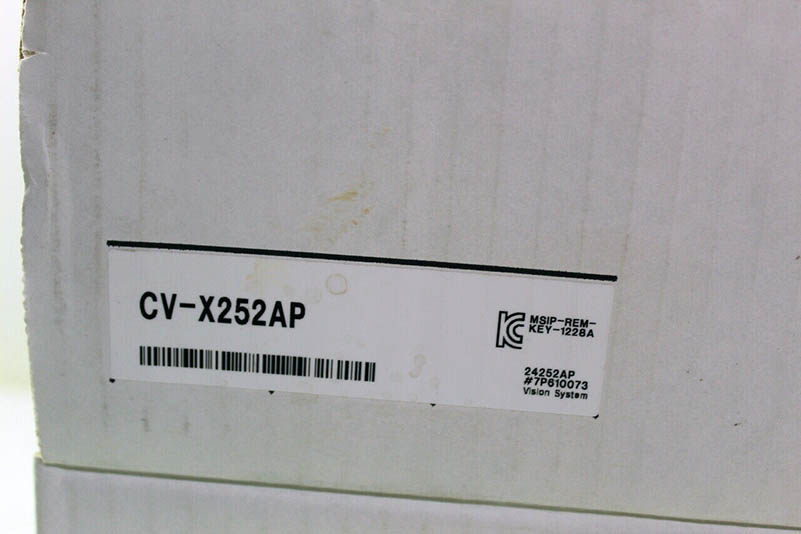 CV-X252AP
MSIP-REM-
KEY-1228A
24252AP
#7P610073
Vision System